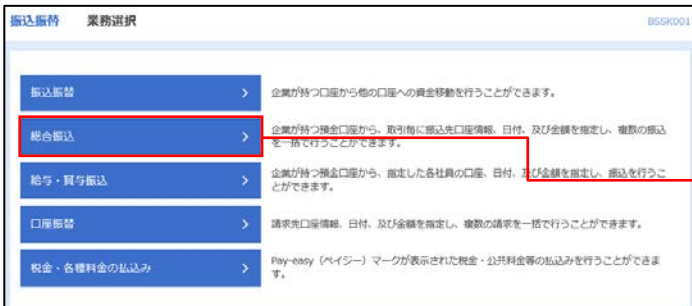 振込振替 業務選択 BSSK001
振込振替 企業が持つ口座から他の口座への資金移動を行うことができます。
総合振込 企業が持つ預金口座から、取引毎に振込先口座情報、日付、及び金額を指定し、複数の振込
を一括で行うことができます。
給与・賞与振込 企業が持つ預金口座から、指定した各社員の口座、日付、及び金額を指定し、振込を行うこ
とができます。
口座振替 請求先口座情報、日付、及び金額を指定し、複数の請求を一括で行うことができます。
税金・各種料金の払込み Pay-easy（ペイジー）マークが表示された税金・公共料金等の払込みを行うことができま
す。